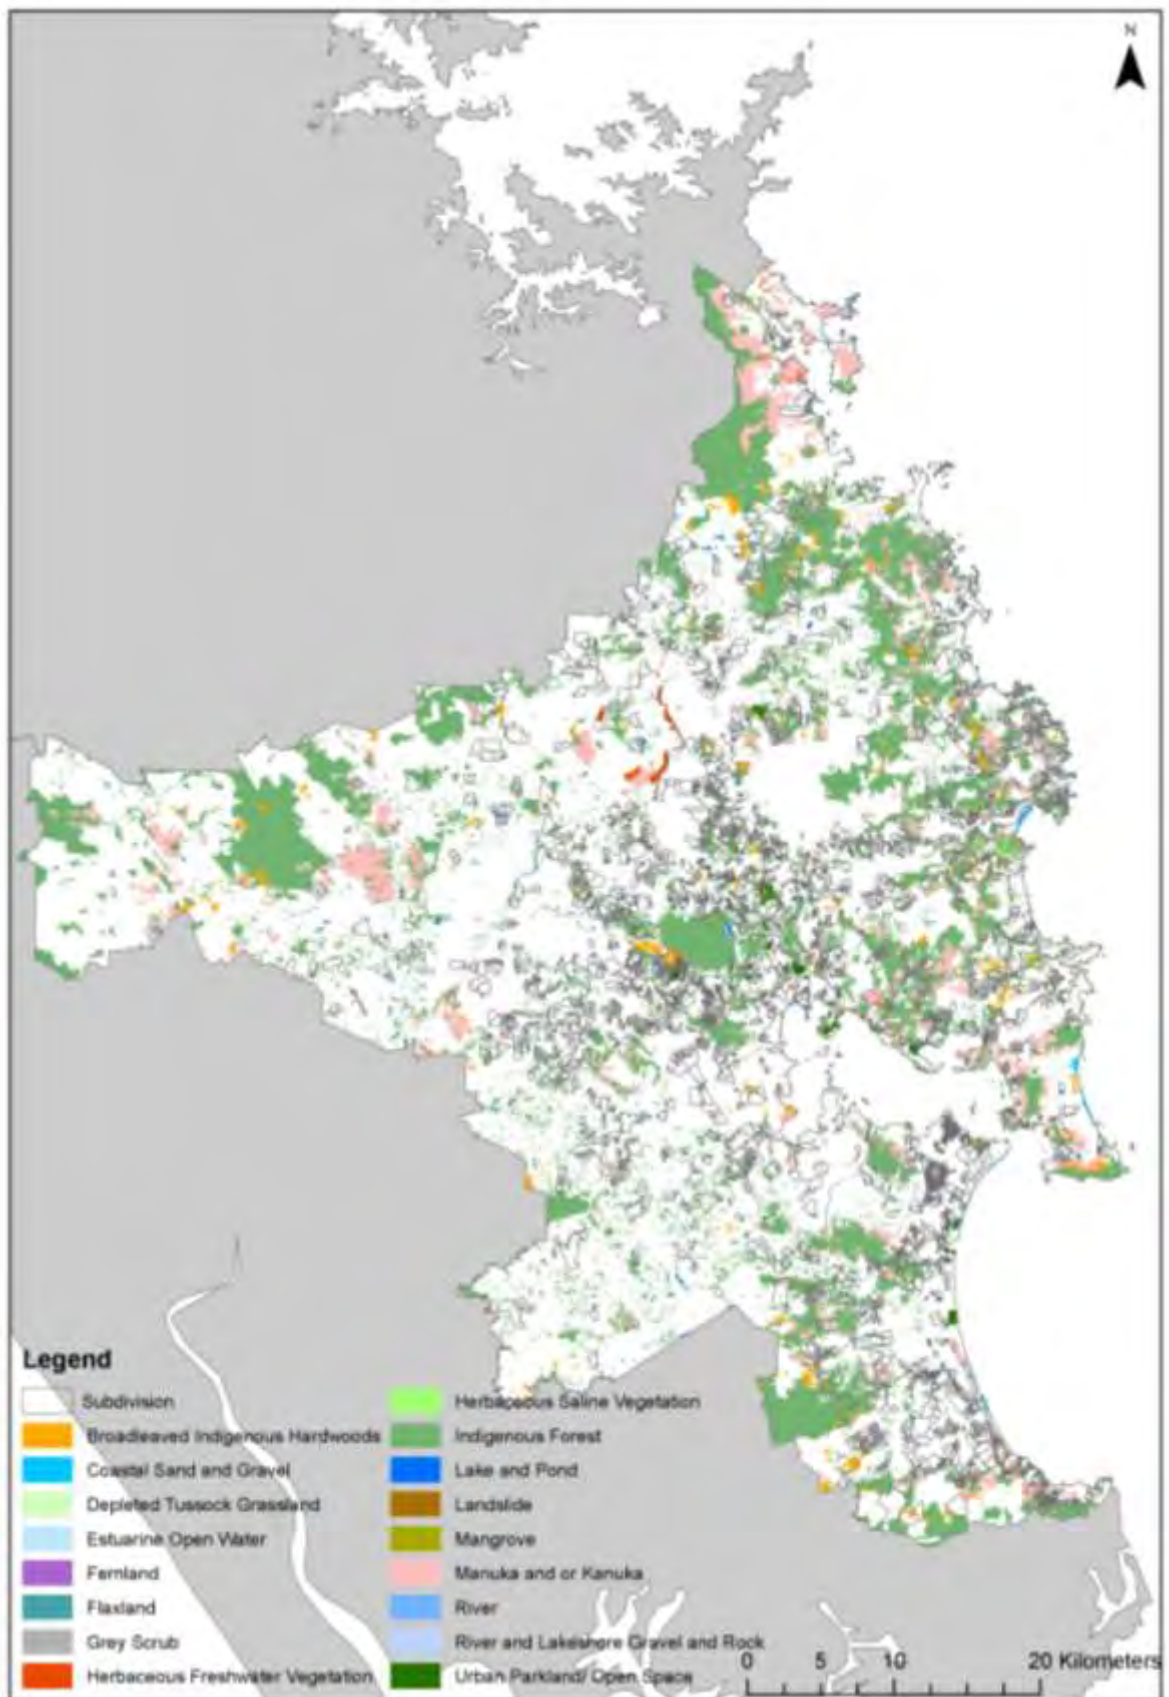 N
Legend
Subdivision
Broadleaved Indigenous Hardwoods
Coastal Sand and Gravel
Depleted Tussock Grassland
Estuarine Open Water
Fernland
Flaxland
Grey Scrub
Herbaceous Freshwater Vegetation
Herbaceous Saline Vegetation
Indigenous Forest
Lake and Pond
Landslide
Mangrove
Manuka and or Kanuka
River
River and Lakeshore Gravel and Rock
Urban Parkland/ Open Space
0 5 10 20 Kilometers